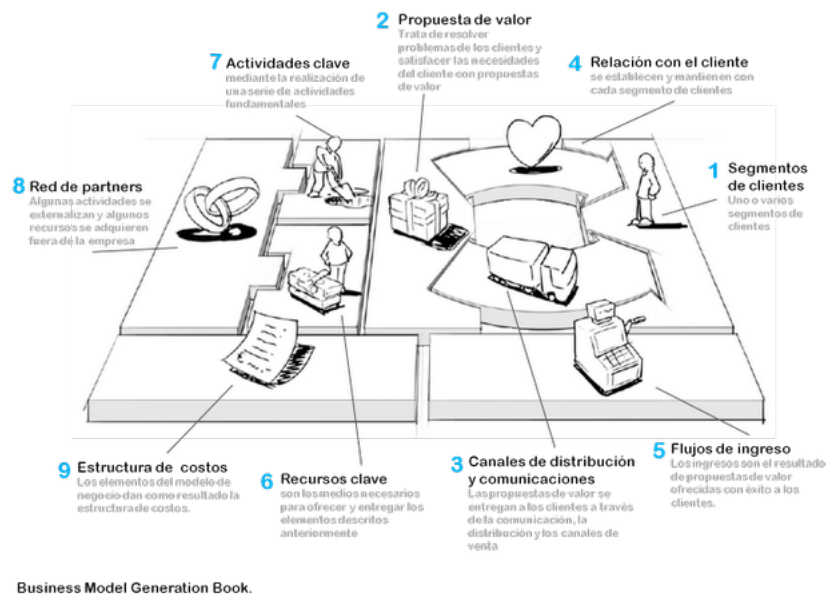 2 Propuesta de valor
Trata de resolver
problemas de los clientes y
satisfacer las necesidades
del cliente con propuestas
de valor
7 Actividades clave
mediante la realización de
una serie de actividades
fundamentales
4 Relación con el cliente
se establecen y mantienen con
cada segmento de clientes
8 Red de partners
Algunas actividades se
externalizan y algunos
recursos se adquieren
fuera de la empresa
1 Segmentos
de clientes
Uno o varios
segmentos de
clientes
9 Estructura de costos
Los elementos del modelo de
negocio dan como resultado la
estructura de costos.
6 Recursos clave
son los medios necesarios
para ofrecer y entregar los
elementos descritos
anteriormente
3 Canales de distribución
y comunicaciones
Las propuestas de valor se
entregan a los clientes a través
de la comunicación, la
distribución y los canales de
venta
5 Flujos de ingreso
Los ingresos son el resultado
de propuestas de valor
ofrecidas con éxito a los
clientes.
Business Model Generation Book.